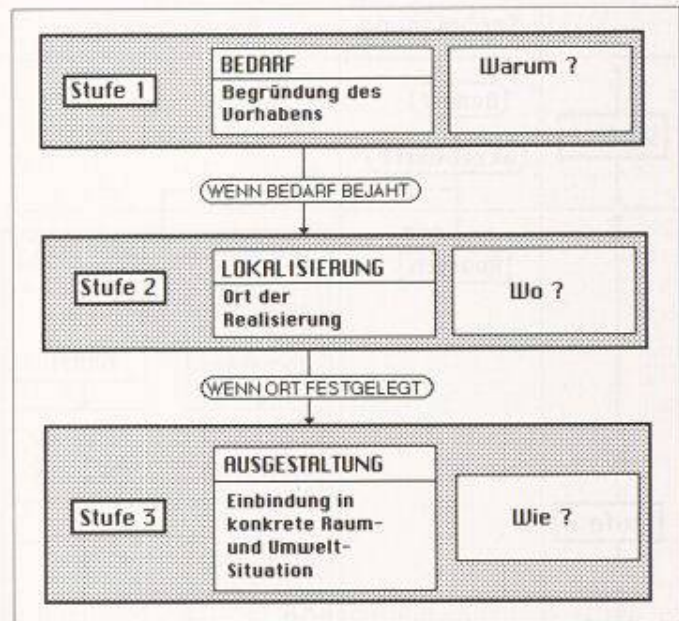 Stufe 1
BEDARF
Begründung des
Vorhabens
Warum ?
WENN BEDARF BEJAHT
Stufe 2
LOKALISIERUNG
Ort der
Realisierung
Wo ?
WENN ORT FESTGELEGT
Stufe 3
AUSGESTALTUNG
Einbindung in
konkrete Raum-
und Umwelt-
Situation
Wie ?